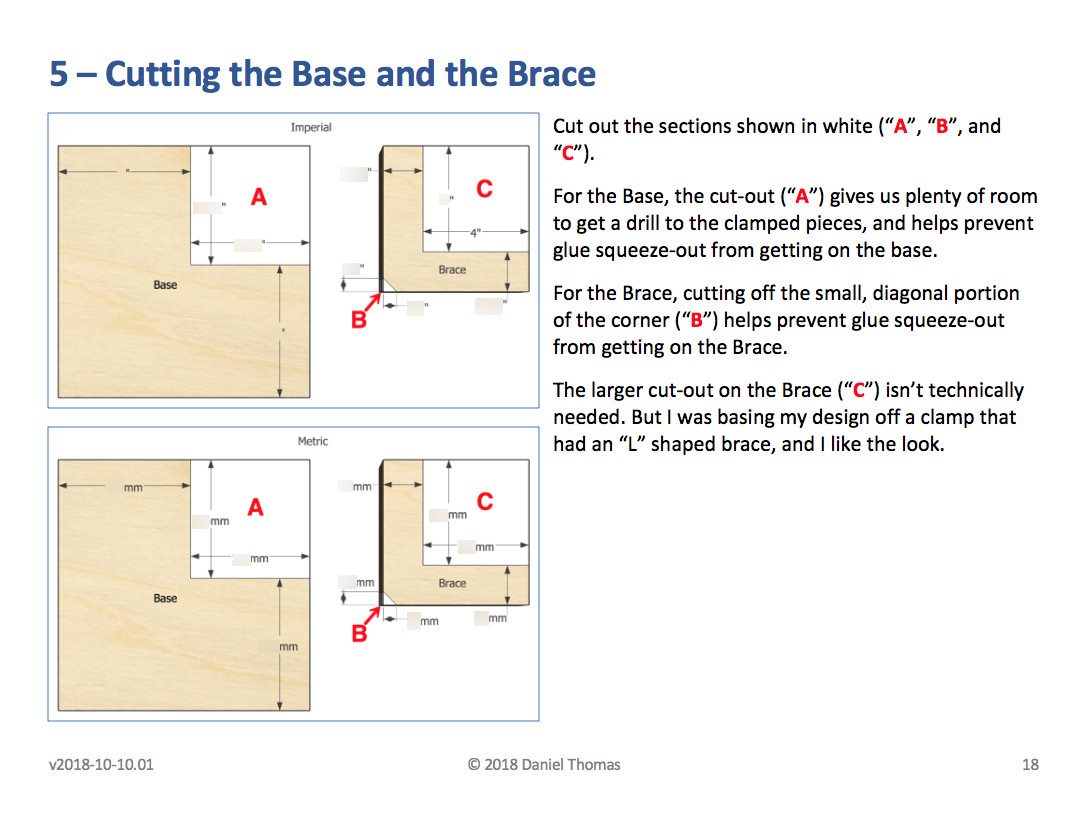 5 – Cutting the Base and the Brace
Imperial
"
A
"
"
Base
"
"
C
"
4"
Brace
"
B
"
"
Cut out the sections shown in white (“A”, “B”, and
“C”).
For the Base, the cut-out (“A”) gives us plenty of room
to get a drill to the clamped pieces, and helps prevent
glue squeeze-out from getting on the base.
For the Brace, cutting off the small, diagonal portion
of the corner (“B”) helps prevent glue squeeze-out
from getting on the Brace.
The larger cut-out on the Brace (“C”) isn’t technically
needed. But I was basing my design off a clamp that
had an “L” shaped brace, and I like the look.
Metric
mm
A
mm
mm
Base
mm
mm
C
mm
mm
Brace
mm
B
mm
mm
v2018-10-10.01
© 2018 Daniel Thomas
18